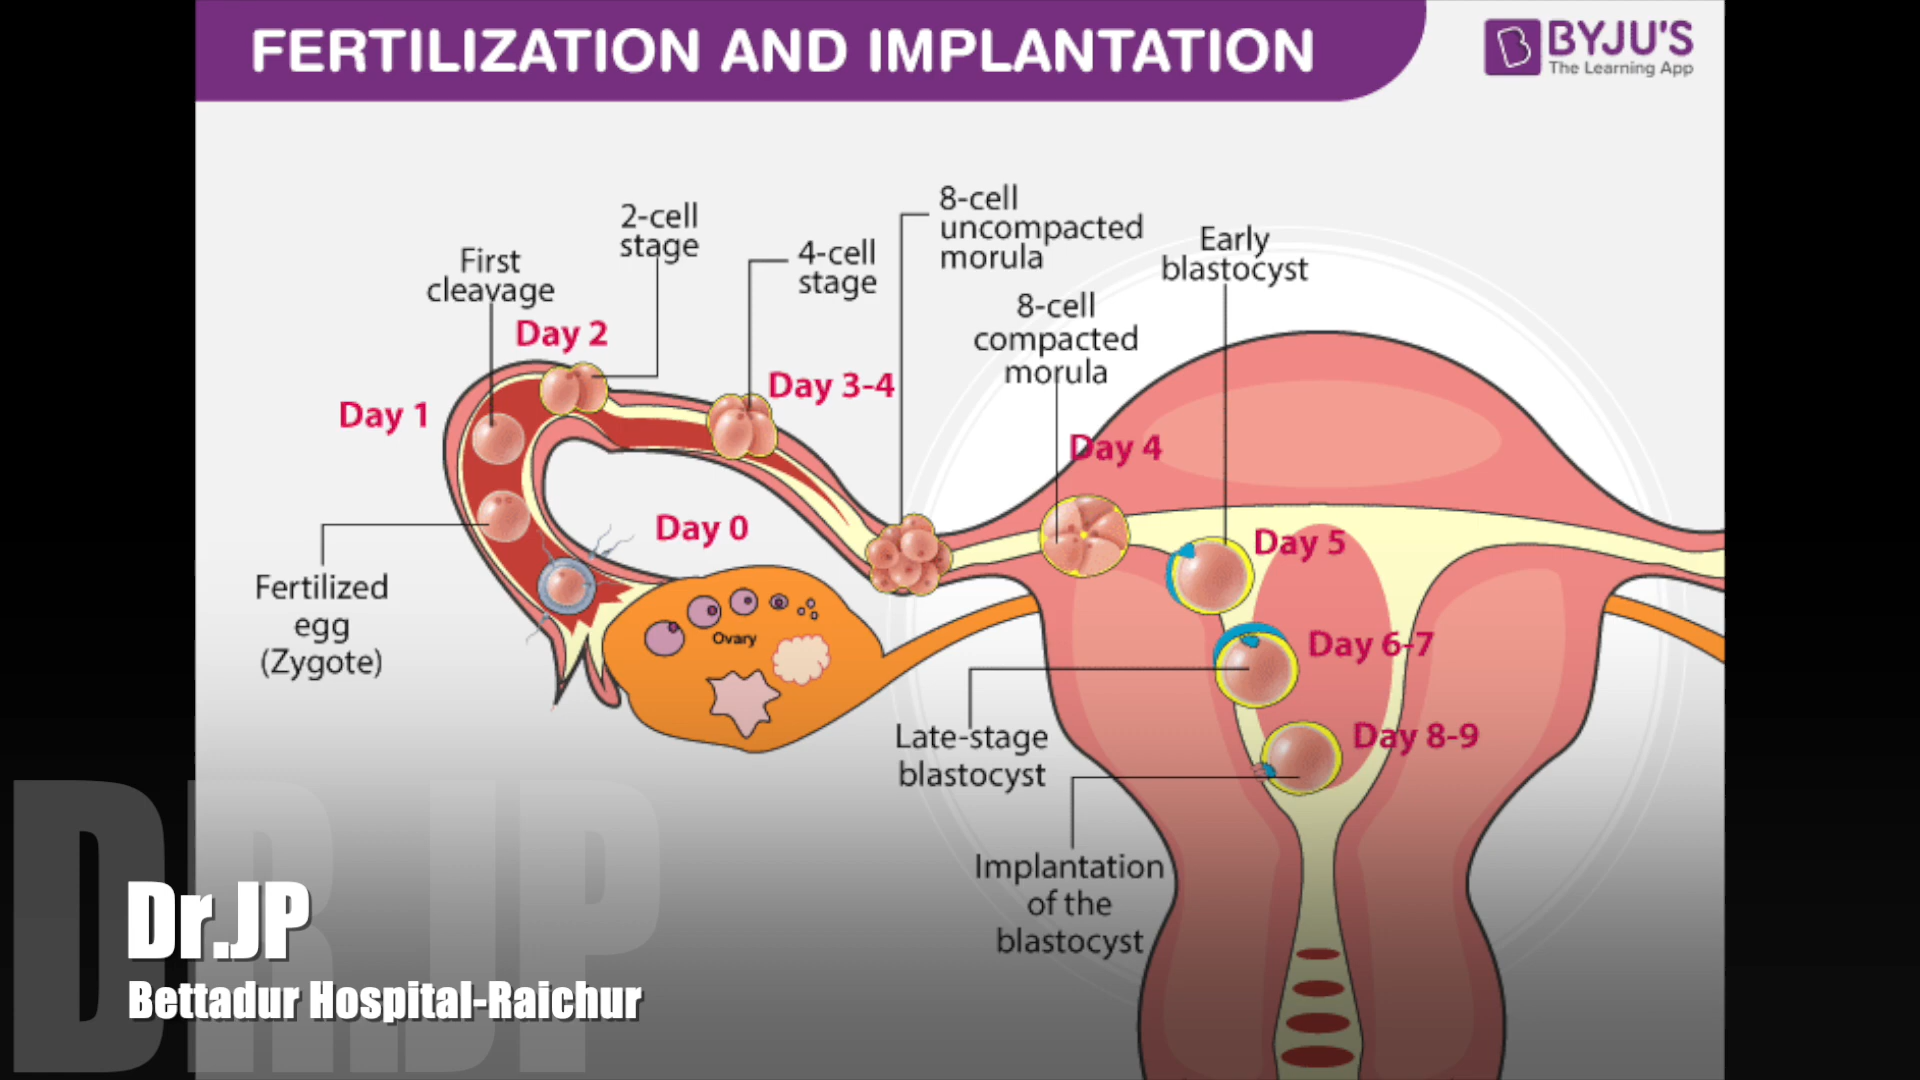 FERTILIZATION AND IMPLANTATION
BYJU'S
The Learning App
First
cleavage
2-cell
stage
4-cell
stage
8-cell
uncompacted
morula
8-cell
compacted
morula
Early
blastocyst
Day 2
Day 1
Day 3-4
Day 4
Day 0
Day 5
Fertilized
egg
(Zygote)
Ovary
Day 6-7
Late-stage
blastocyst
Day 8-9
Implantation
of the
blastocyst
DR.JP
Dr.JP
Bettadur Hospital-Raichur